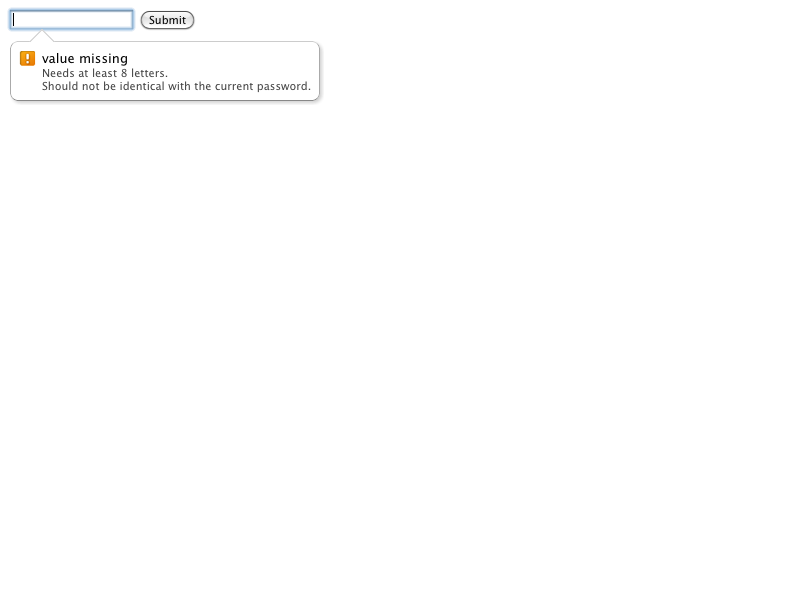 Submit
value missing
Needs at least 8 letters.
Should not be identical with the current password.